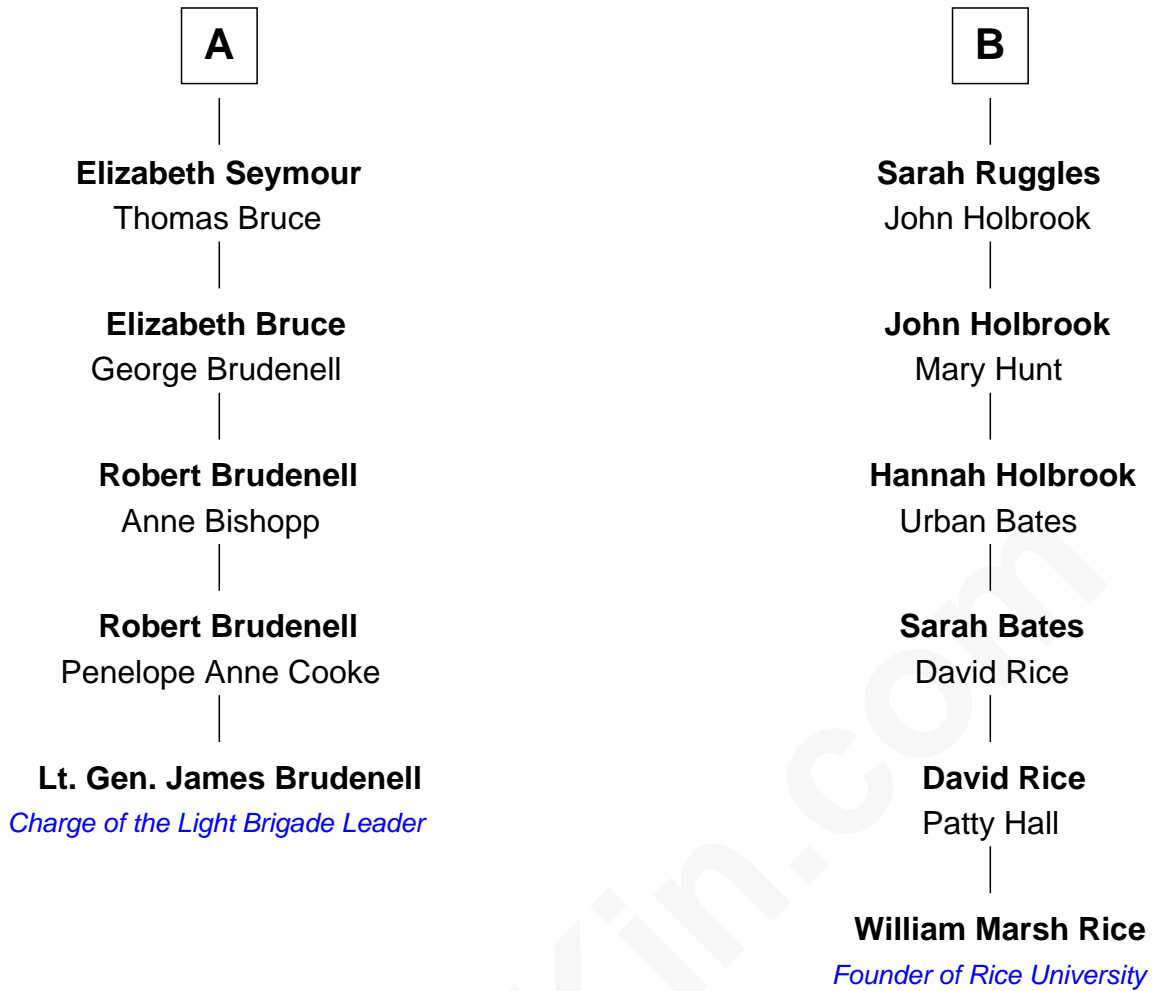 A
Elizabeth Seymour
Thomas Bruce
Elizabeth Bruce
George Brudenell
Robert Brudenell
Anne Bishopp
Robert Brudenell
Penelope Anne Cooke
Lt. Gen. James Brudenell
Charge of the Light Brigade Leader
B
Sarah Ruggles
John Holbrook
John Holbrook
Mary Hunt
Hannah Holbrook
Urban Bates
Sarah Bates
David Rice
David Rice
Patty Hall
William Marsh Rice
Founder of Rice University
Kin.com